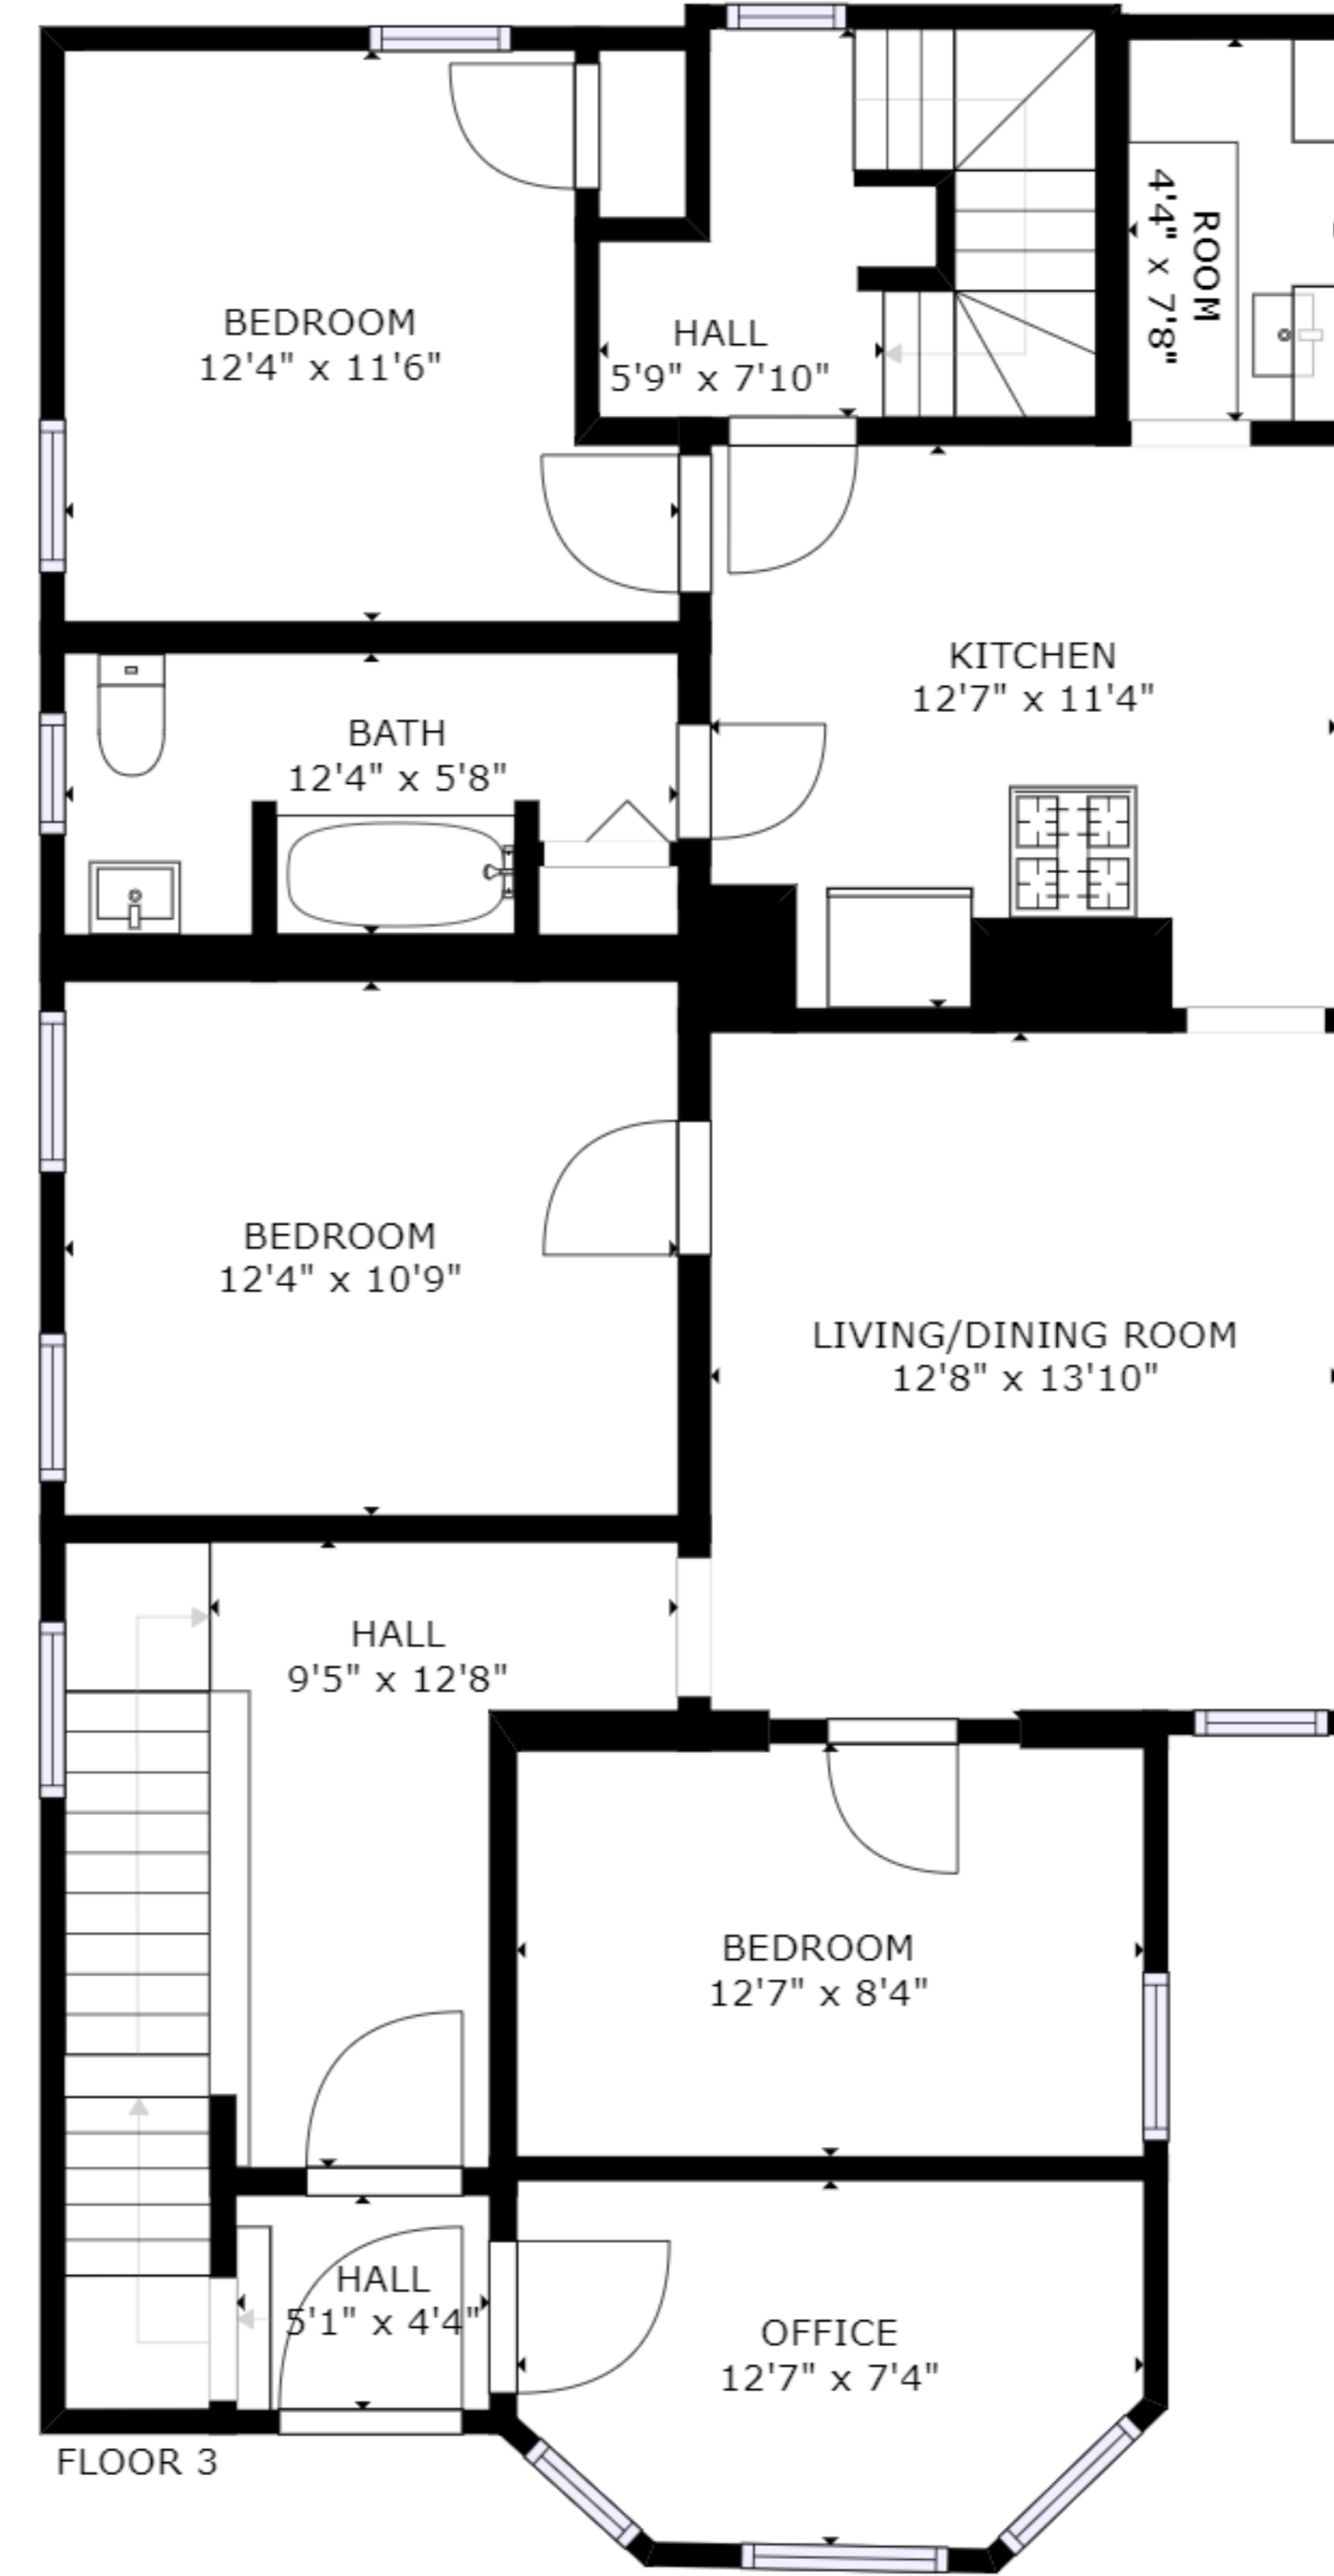 ROOM
4'4" x 7'8"
BEDROOM
12'4" x 11'6"
HALL
5'9" x 7'10"
KITCHEN
12'7" x 11'4"
BATH
12'4" x 5'8"
BEDROOM
12'4" x 10'9"
LIVING/DINING ROOM
12'8" x 13'10"
HALL
9'5" x 12'8"
BEDROOM
12'7" x 8'4"
HALL
5'1" x 4'4"
OFFICE
12'7" x 7'4"
FLOOR 3